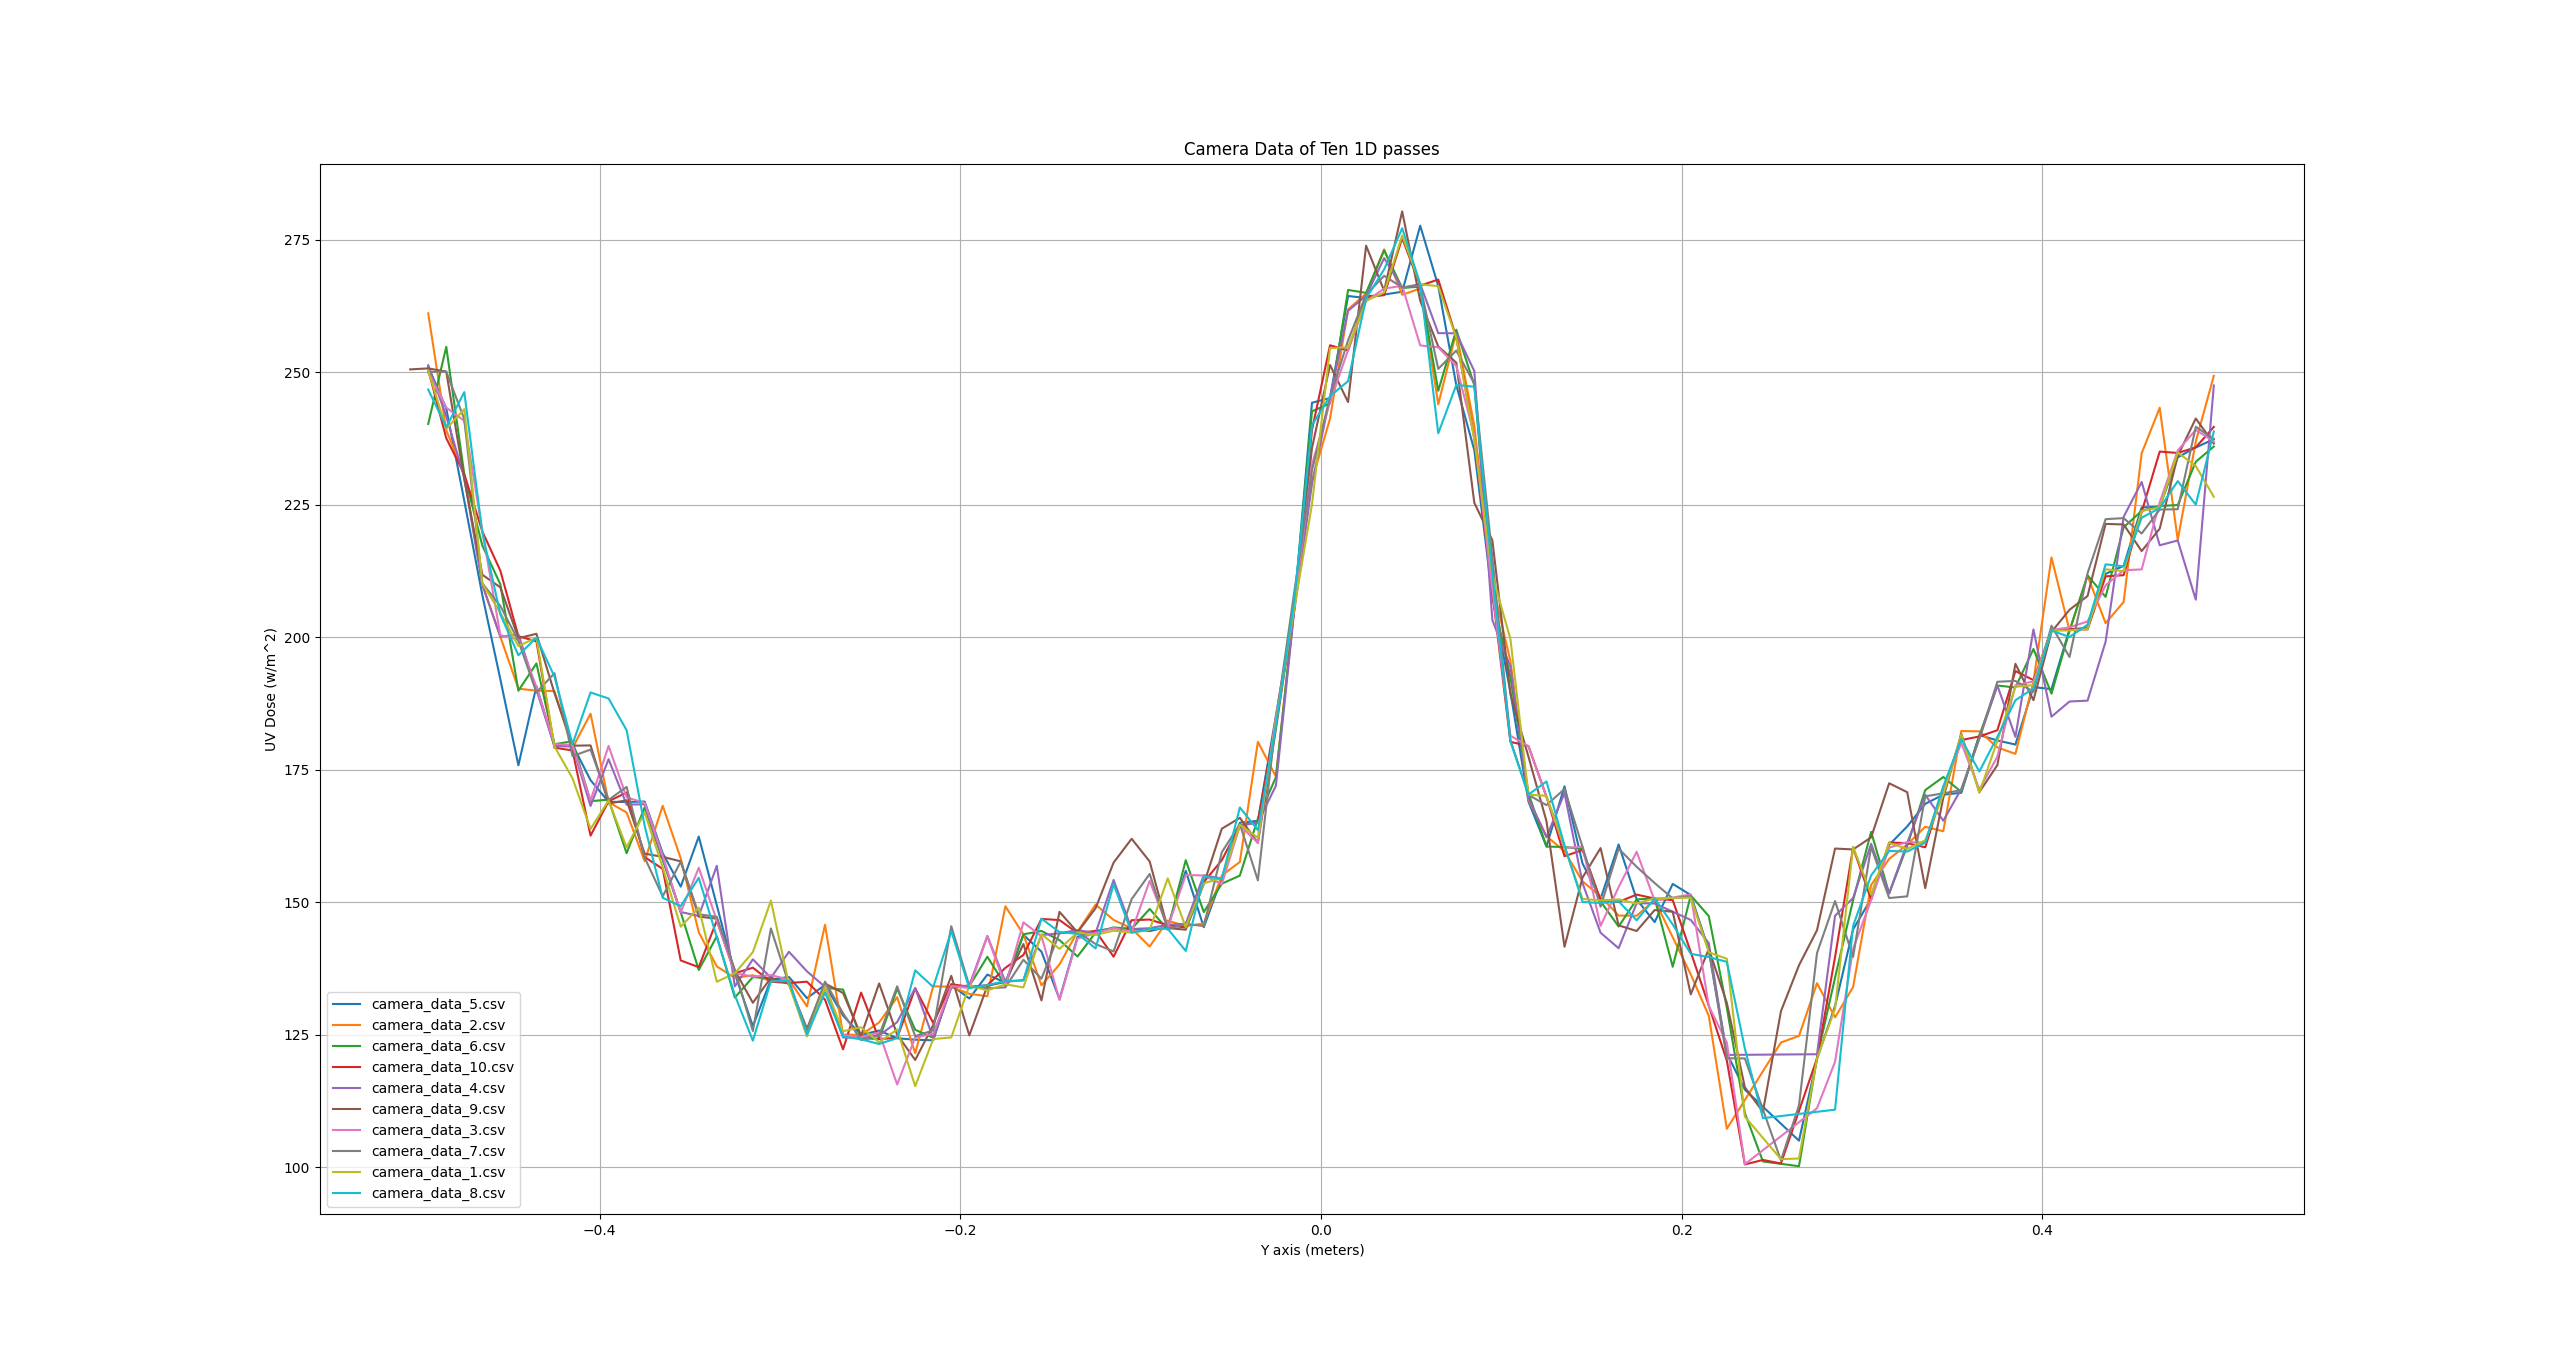 Camera Data of Ten 1D passes
275
250
225
200
175
150
125
100
UV Dose (w/m^2)
camera_data_5.csv
camera_data_2.csv
camera_data_6.csv
camera_data_10.csv
camera_data_4.csv
camera_data_9.csv
camera_data_3.csv
camera_data_7.csv
camera_data_1.csv
camera_data_8.csv
−0.4 −0.2 0.0 0.2 0.4
Y axis (meters)